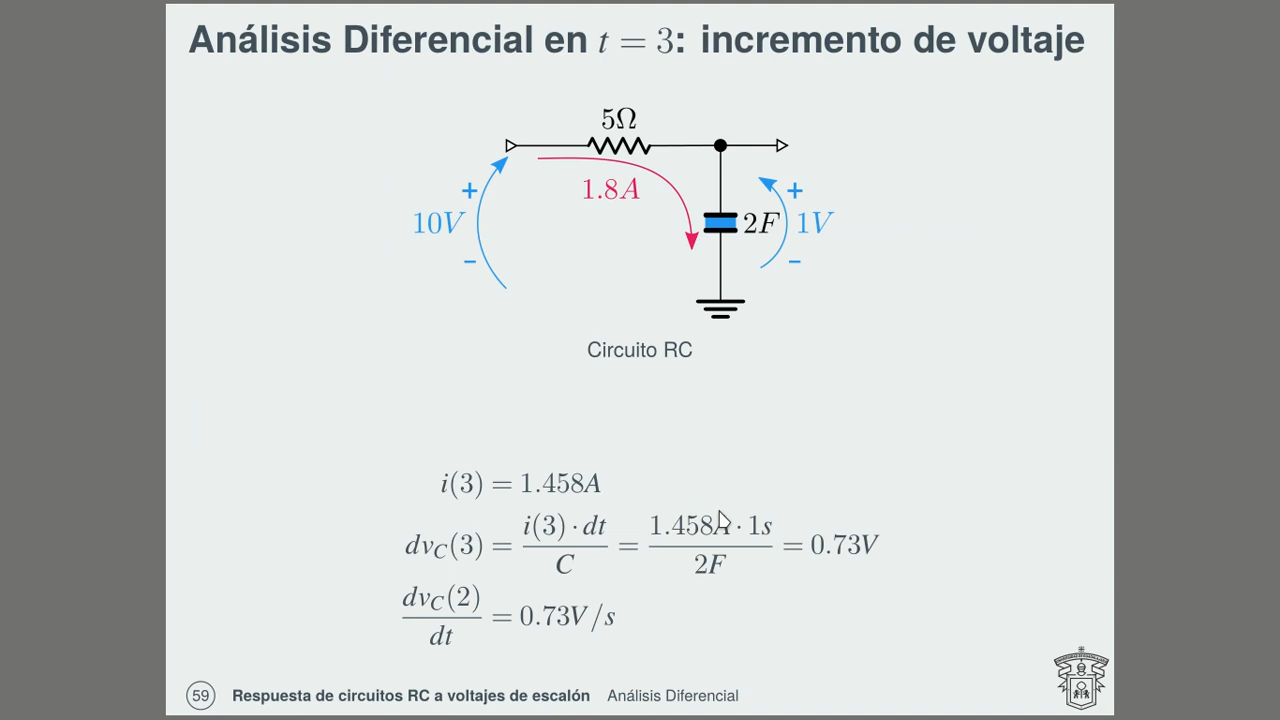 Análisis Diferencial en t = 3: incremento de voltaje
5Ω
1.8A
+ +
10V 2F 1V
− −
Circuito RC
i(3) = 1.458A
dv_C(3) = i(3) · dt / C = 1.458A · 1s / 2F = 0.73V
dv_C(2) / dt = 0.73V/s
59 Respuesta de circuitos RC a voltajes de escalón Análisis Diferencial